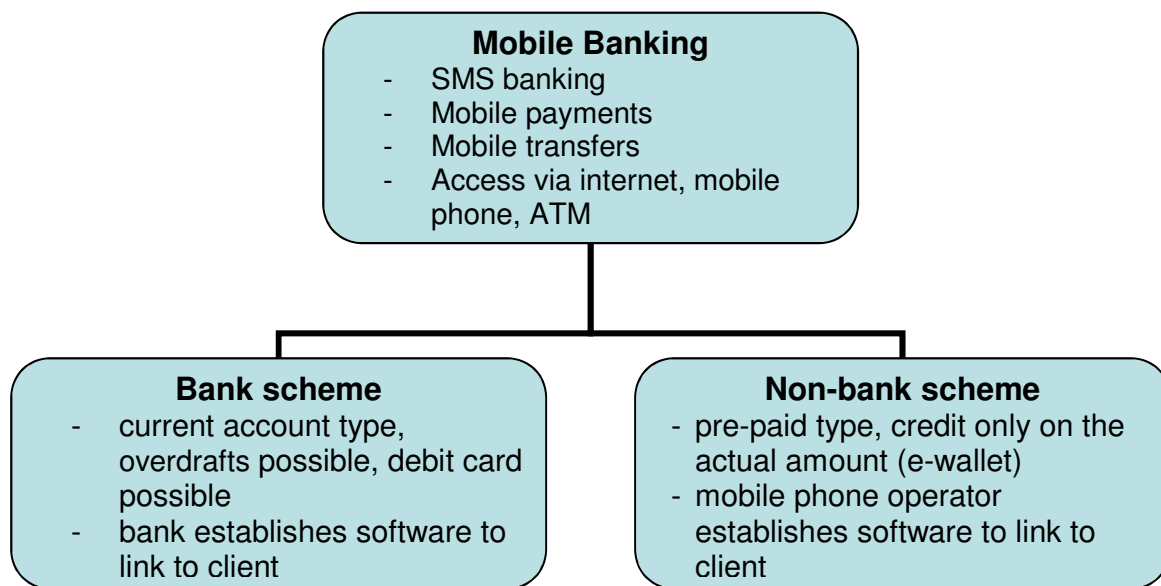 Mobile Banking
- SMS banking
- Mobile payments
- Mobile transfers
- Access via internet, mobile
phone, ATM
Bank scheme
- current account type,
overdrafts possible, debit card
possible
- bank establishes software to
link to client
Non-bank scheme
- pre-paid type, credit only on the
actual amount (e-wallet)
- mobile phone operator
establishes software to link to
client